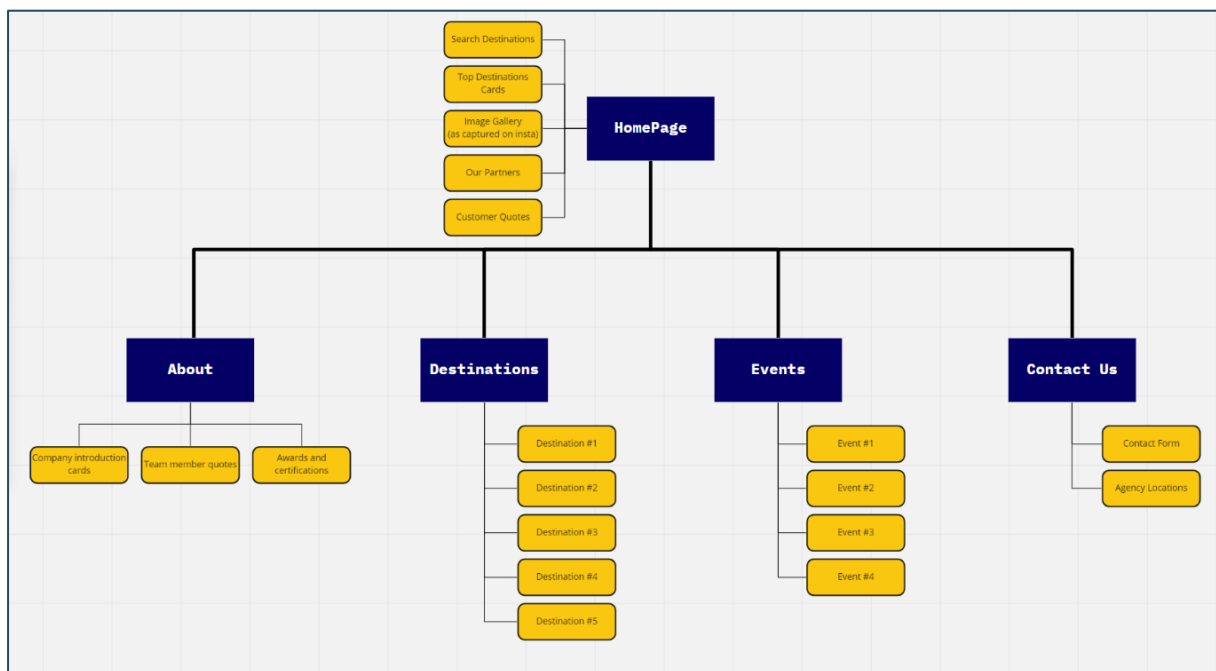 Search Destinations
Top Destinations
Cards
Image Gallery
(as captured on insta)
Our Partners
Customer Quotes
HomePage
About
Destinations
Events
Contact Us
Company introduction
cards
Team member quotes
Awards and
certifications
Destination #1
Destination #2
Destination #3
Destination #4
Destination #5
Event #1
Event #2
Event #3
Event #4
Contact Form
Agency Locations